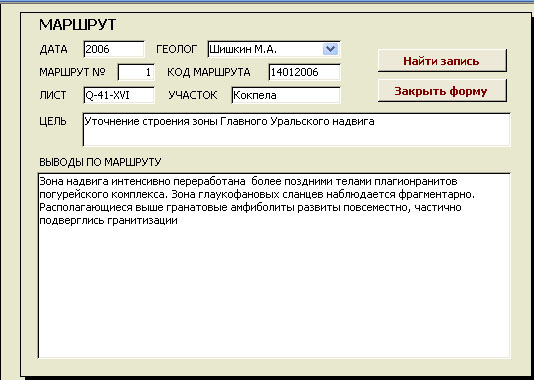 МАРШРУТ
ДАТА 2006 ГЕОЛОГ Шишкин М.А.
Найти запись
МАРШРУТ № 1 КОД МАРШРУТА 14012006
ЛИСТ Q-41-XVI УЧАСТОК Кокпела
Закрыть форму
ЦЕЛЬ Уточнение строения зоны Главного Уральского надвига
ВЫВОДЫ ПО МАРШРУТУ
Зона надвига интенсивно переработана более поздними телами плагионранитов
погурейского комплекса. Зона глаукофановых сланцев наблюдается фрагментарно.
Располагающиеся выше гранатовые амфиболиты развиты повсеместно, частично
подверглись гранитизации